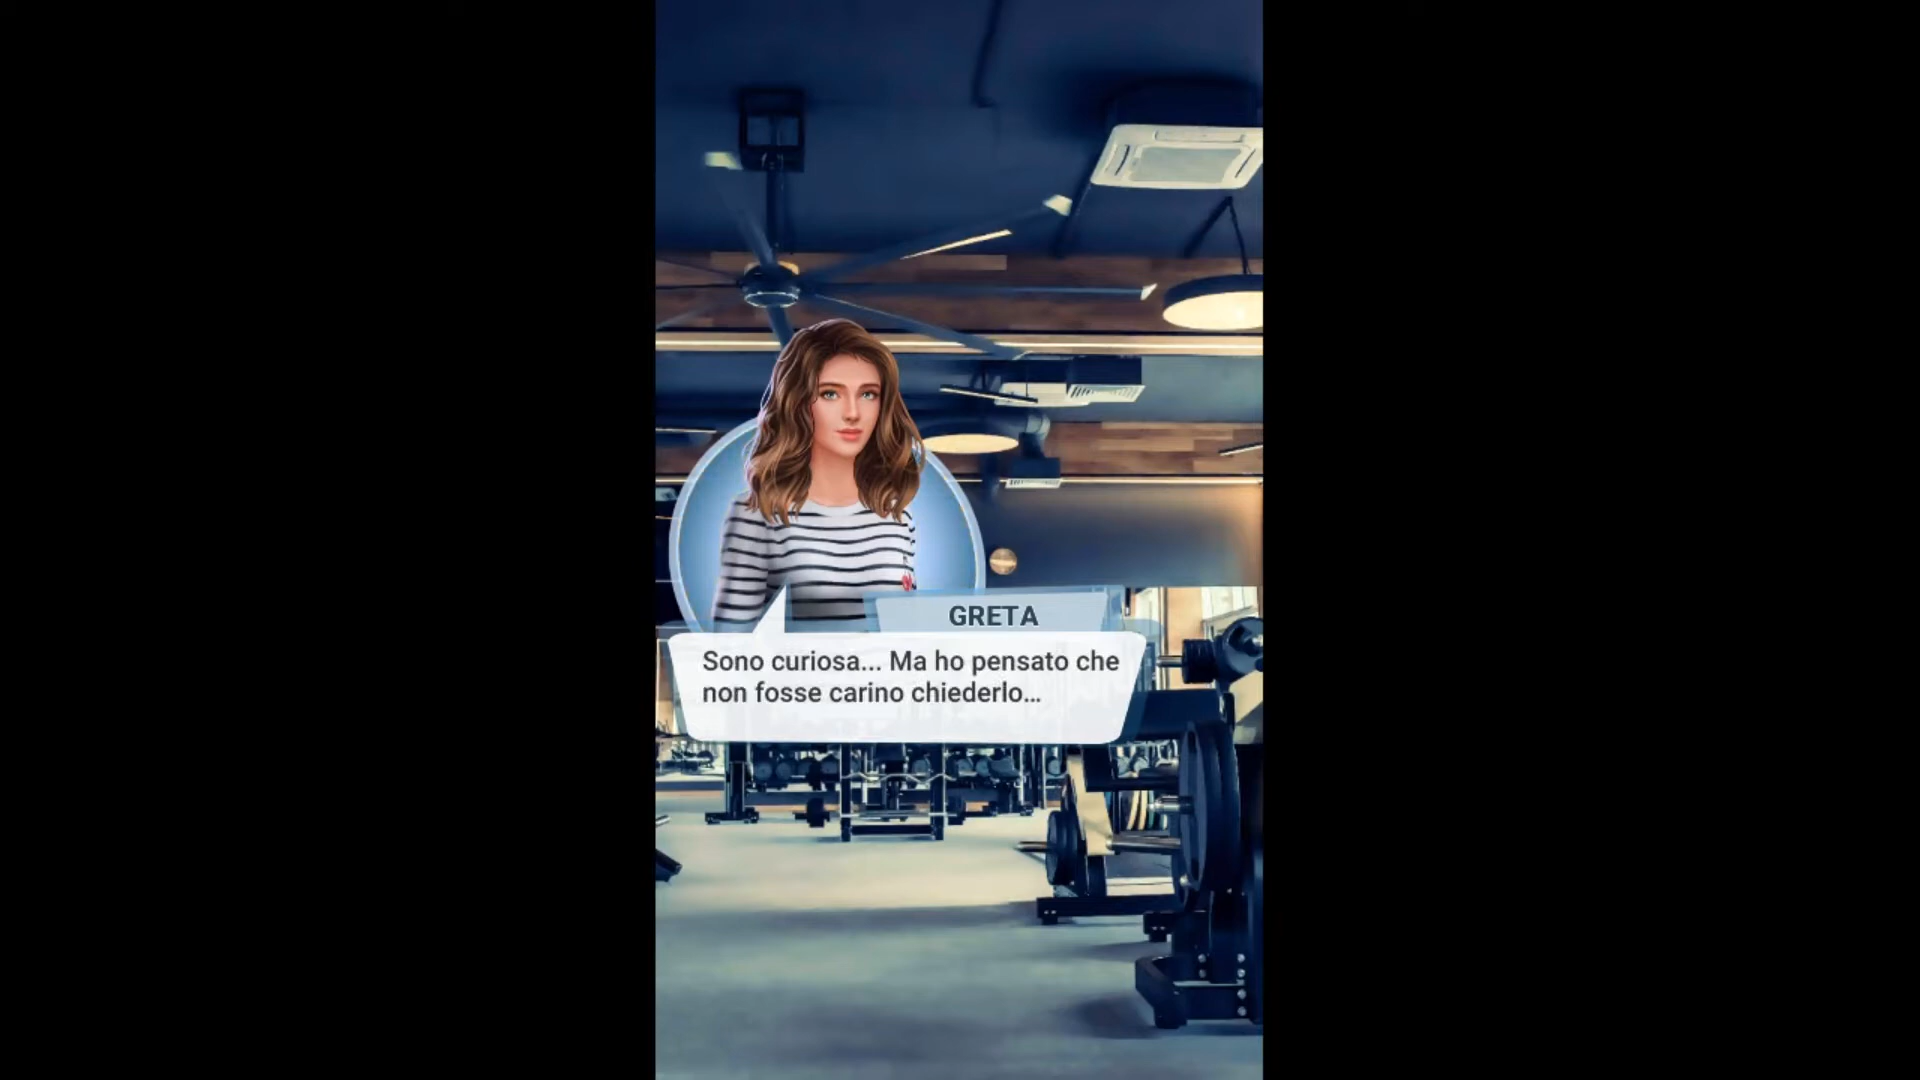 GRETA
Sono curiosa... Ma ho pensato che
non fosse carino chiederlo...